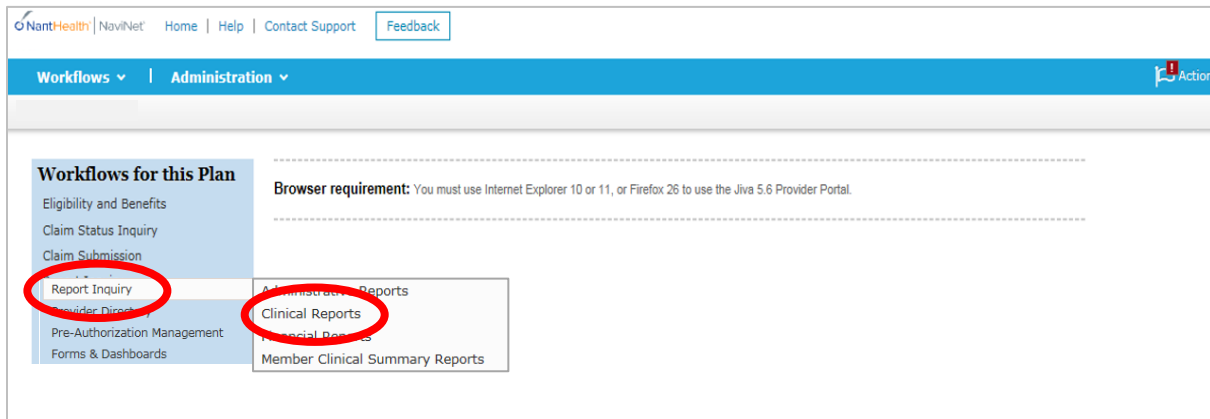 NantHealth | NaviNet Home | Help | Contact Support Feedback
Workflows | Administration Action
Workflows for this Plan
Browser requirement: You must use Internet Explorer 10 or 11, or Firefox 26 to use the Jiva 5.6 Provider Portal.
Eligibility and Benefits
Claim Status Inquiry
Claim Submission
Report Inquiry
Provider Directory
Pre-Authorization Management
Forms & Dashboards
Administrative Reports
Clinical Reports
Financial Reports
Member Clinical Summary Reports